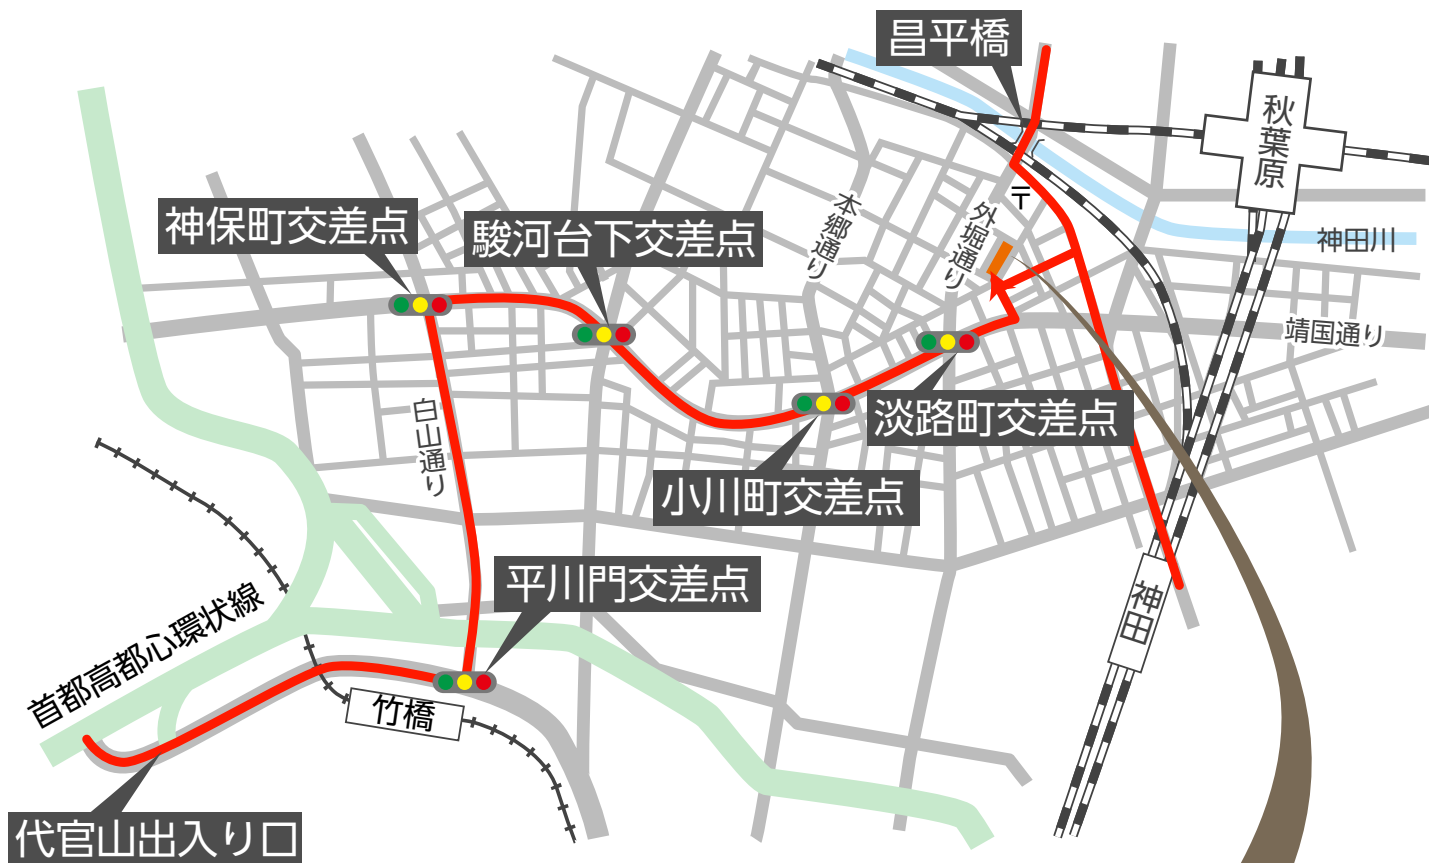 昌平橋
秋葉原
〒
神保町交差点
駿河台下交差点
本郷通り
外堀通り
神田川
靖国通り
白山通り
淡路町交差点
小川町交差点
平川門交差点
神田
首都高都心環状線
竹橋
代官山出入り口